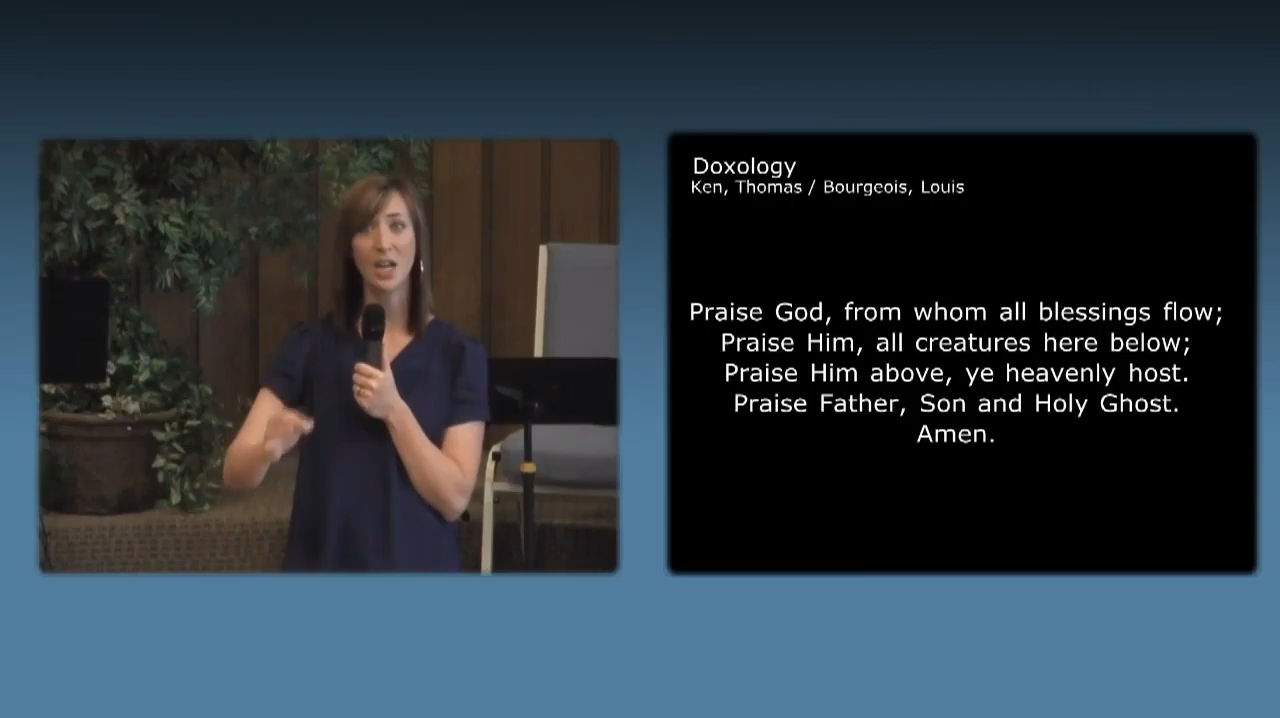 Doxology
Ken, Thomas / Bourgeois, Louis
Praise God, from whom all blessings flow;
Praise Him, all creatures here below;
Praise Him above, ye heavenly host.
Praise Father, Son and Holy Ghost.
Amen.